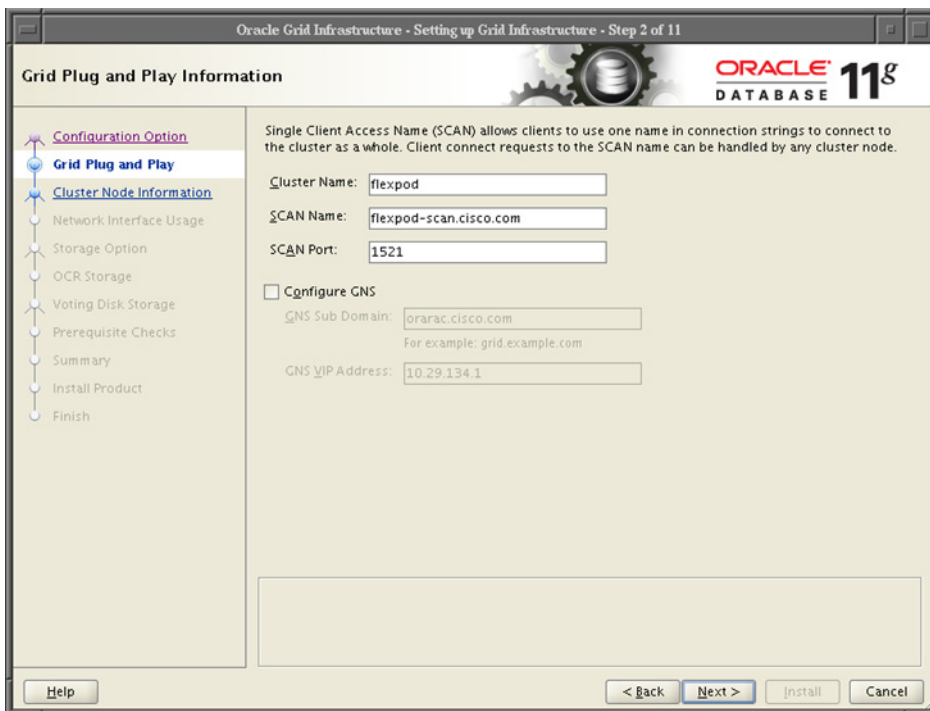 Oracle Grid Infrastructure - Setting up Grid Infrastructure - Step 2 of 11
Grid Plug and Play Information
ORACLE
DATABASE 11g
Configuration Option
Grid Plug and Play
Cluster Node Information
Network Interface Usage
Storage Option
OCR Storage
Voting Disk Storage
Prerequisite Checks
Summary
Install Product
Finish
Single Client Access Name (SCAN) allows clients to use one name in connection strings to connect to
the cluster as a whole. Client connect requests to the SCAN name can be handled by any cluster node.
Cluster Name: flexpod
SCAN Name: flexpod-scan.cisco.com
SCAN Port: 1521
Configure GNS
GNS Sub Domain: orarac.cisco.com
For example: grid.example.com
GNS VIP Address: 10.29.134.1
Help < Back Next > Install Cancel